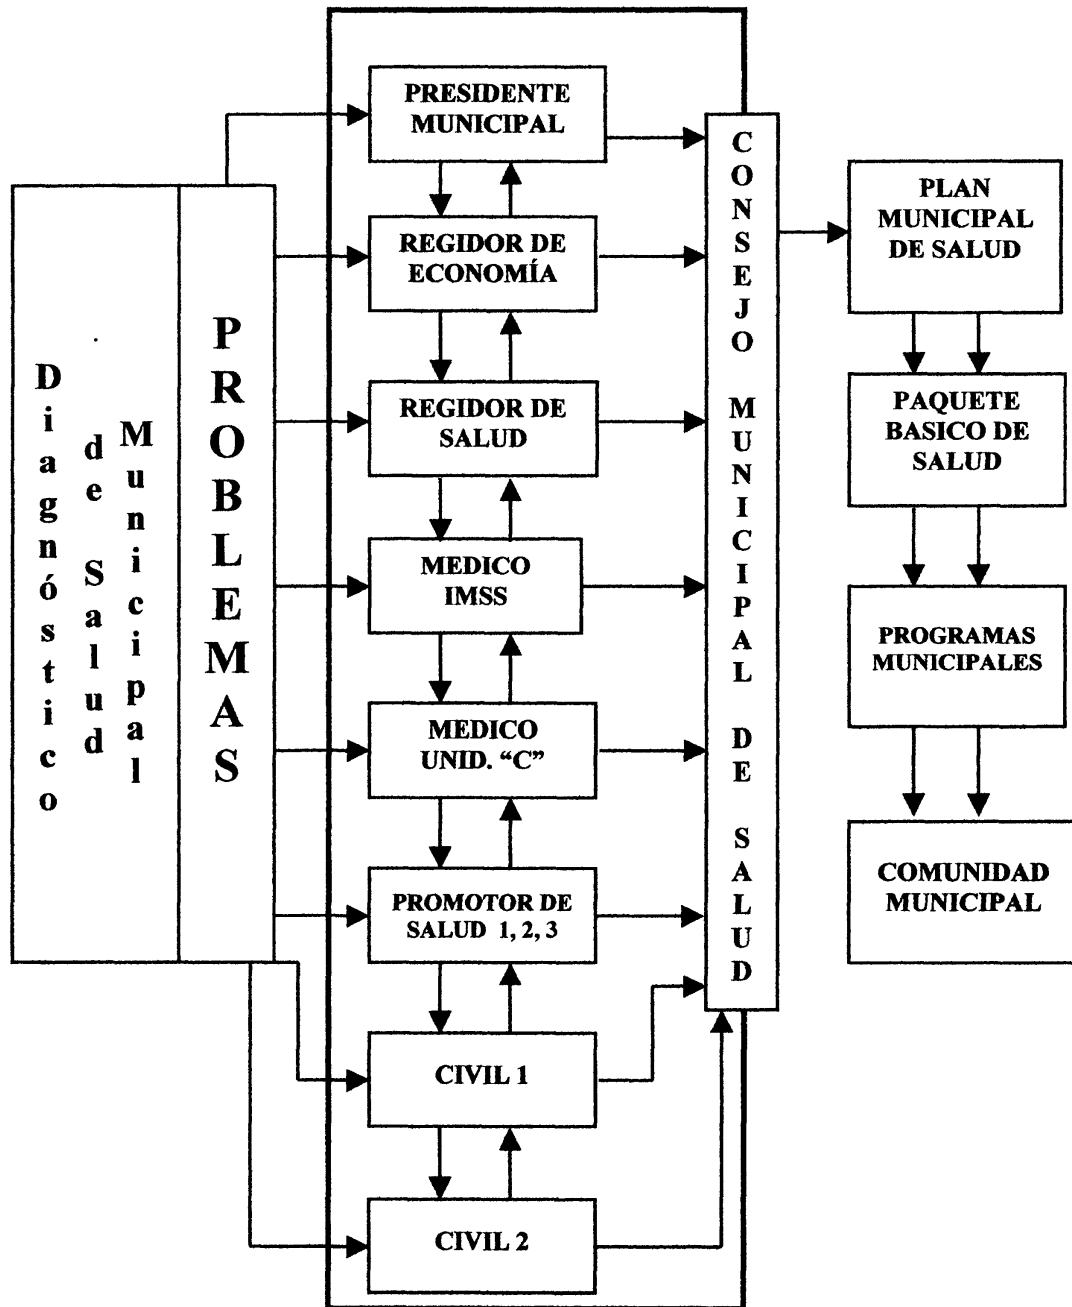 Diagnóstico
de Salud
Municipal
PROBLEMAS
PRESIDENTE
MUNICIPAL
REGIDOR DE
ECONOMÍA
REGIDOR DE
SALUD
MEDICO
IMSS
MEDICO
UNID. “C”
PROMOTOR DE
SALUD 1, 2, 3
CIVIL 1
CIVIL 2
CONSEJO MUNICIPAL DE SALUD
PLAN
MUNICIPAL
DE SALUD
PAQUETE
BASICO DE
SALUD
PROGRAMAS
MUNICIPALES
COMUNIDAD
MUNICIPAL